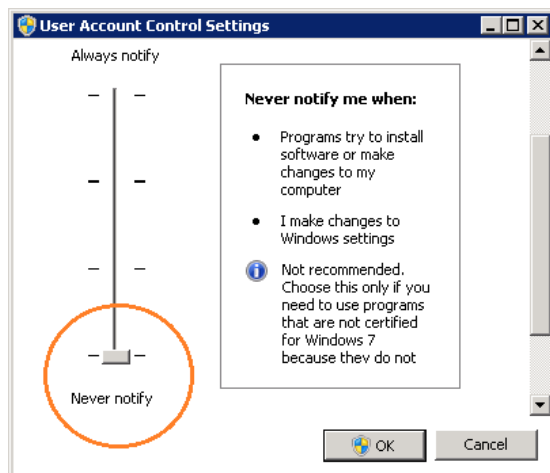 User Account Control Settings
Always notify
Never notify me when:
Programs try to install
software or make
changes to my
computer
I make changes to
Windows settings
Not recommended.
Choose this only if you
need to use programs
that are not certified
for Windows 7
because they do not
Never notify
OK
Cancel